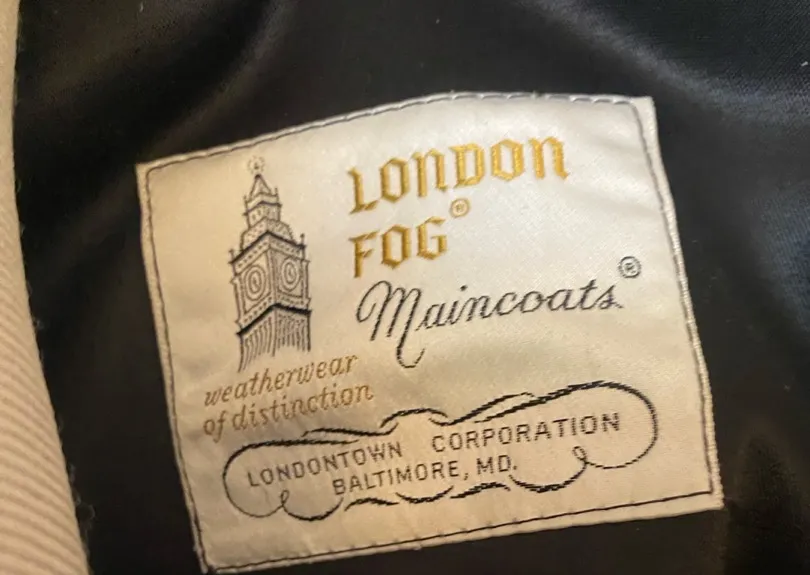 LONDON
FOG®
Maincoats®
weatherwear
of distinction
LONDONTOWN CORPORATION
BALTIMORE, MD.